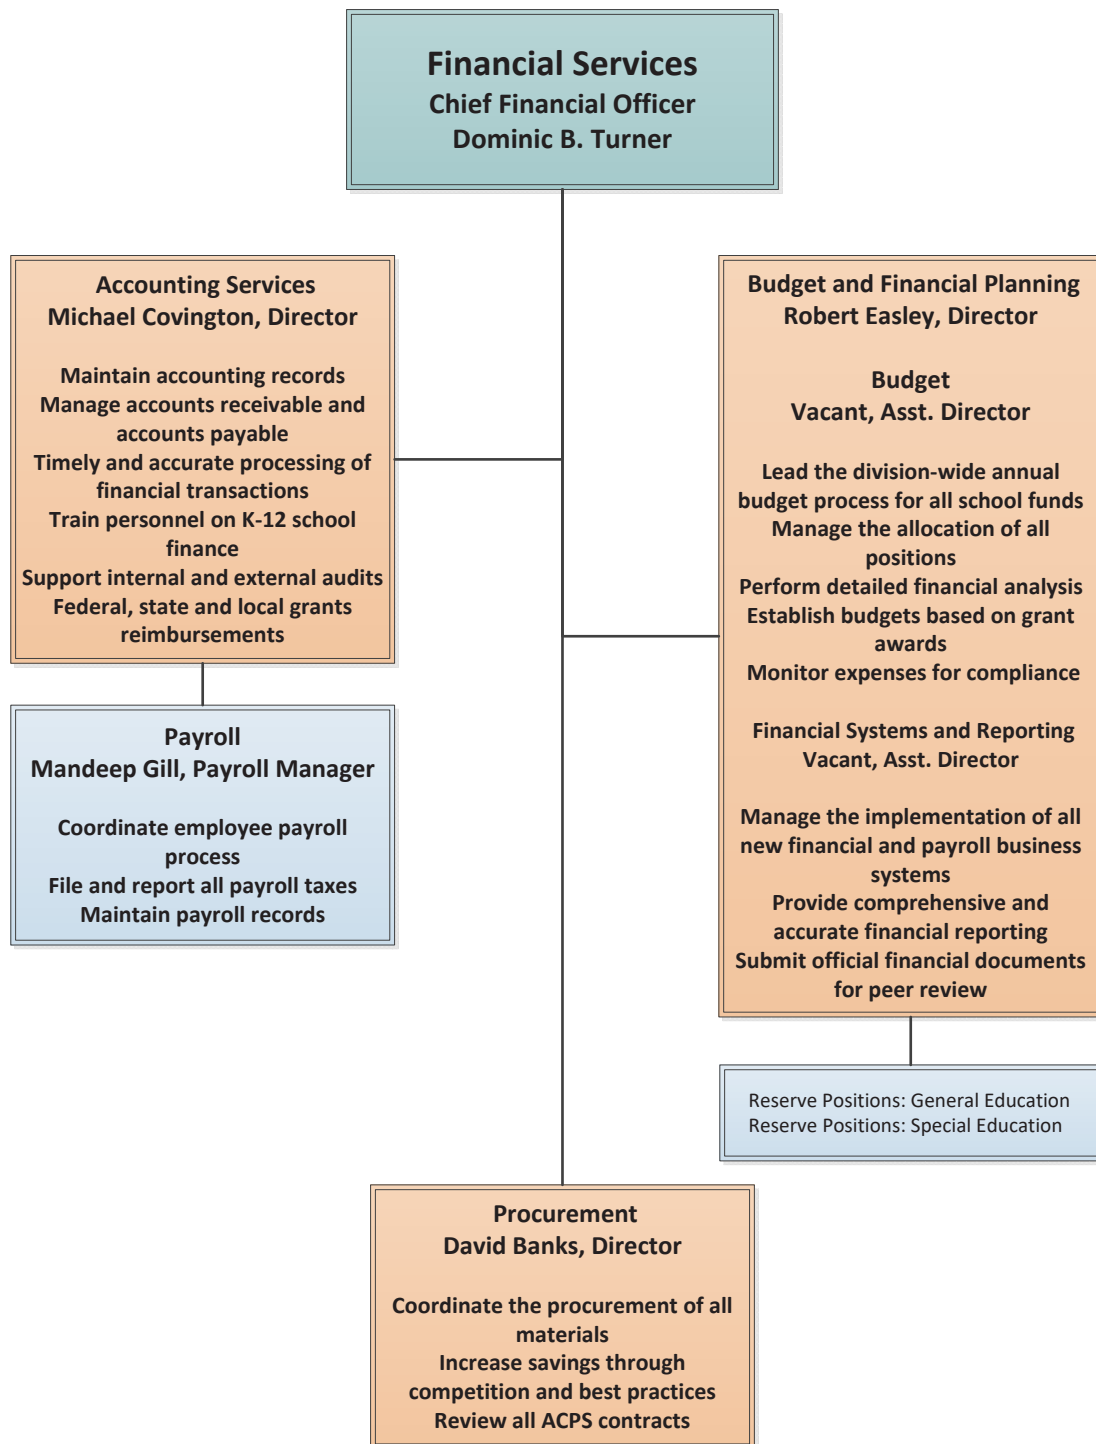 Financial Services
Chief Financial Officer
Dominic B. Turner
Accounting Services
Michael Covington, Director
Maintain accounting records
Manage accounts receivable and
accounts payable
Timely and accurate processing of
financial transactions
Train personnel on K-12 school
finance
Support internal and external audits
Federal, state and local grants
reimbursements
Payroll
Mandeep Gill, Payroll Manager
Coordinate employee payroll
process
File and report all payroll taxes
Maintain payroll records
Budget and Financial Planning
Robert Easley, Director
Budget
Vacant, Asst. Director
Lead the division-wide annual
budget process for all school funds
Manage the allocation of all
positions
Perform detailed financial analysis
Establish budgets based on grant
awards
Monitor expenses for compliance
Financial Systems and Reporting
Vacant, Asst. Director
Manage the implementation of all
new financial and payroll business
systems
Provide comprehensive and
accurate financial reporting
Submit official financial documents
for peer review
Reserve Positions: General Education
Reserve Positions: Special Education
Procurement
David Banks, Director
Coordinate the procurement of all
materials
Increase savings through
competition and best practices
Review all ACPS contracts